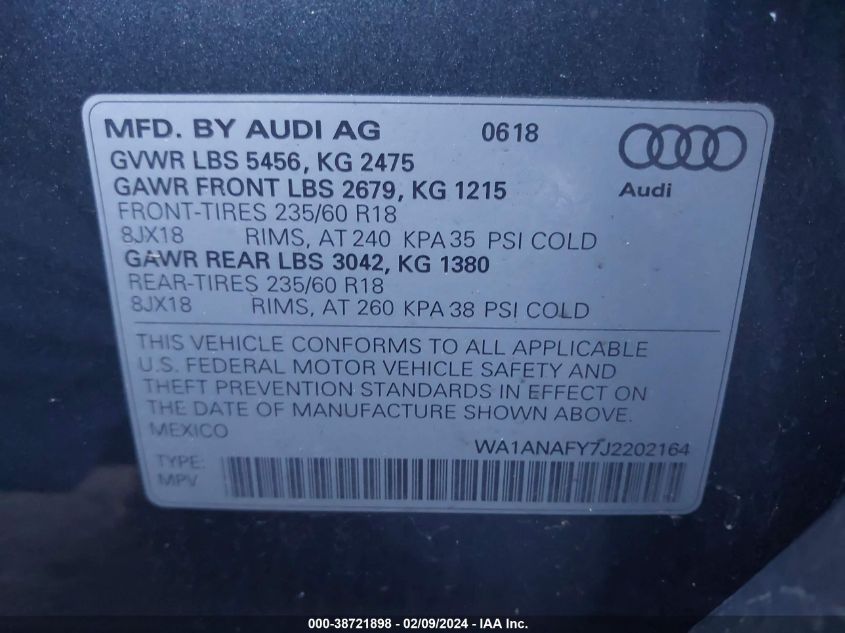 MFD. BY AUDI AG 0618
GVWR LBS 5456, KG 2475
GAWR FRONT LBS 2679, KG 1215
Audi
FRONT-TIRES 235/60 R18
8JX18 RIMS, AT 240 KPA 35 PSI COLD
GAWR REAR LBS 3042, KG 1380
REAR-TIRES 235/60 R18
8JX18 RIMS, AT 260 KPA 38 PSI COLD
THIS VEHICLE CONFORMS TO ALL APPLICABLE
U.S. FEDERAL MOTOR VEHICLE SAFETY AND
THEFT PREVENTION STANDARDS IN EFFECT ON
THE DATE OF MANUFACTURE SHOWN ABOVE.
MEXICO
WA1ANAFY7J2202164
TYPE:
MPV
000-38721898 - 02/09/2024 - IAA Inc.